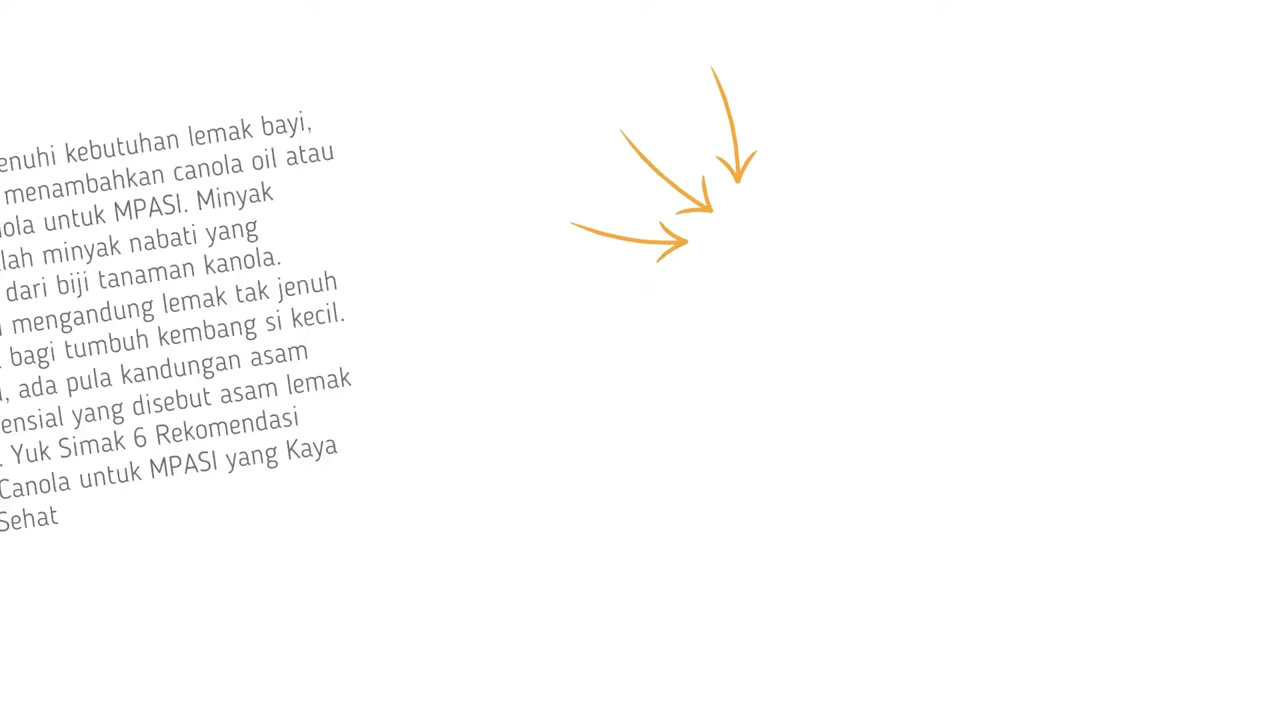 enuhi kebutuhan lemak bayi,
menambahkan canola oil atau
ola untuk MPASI. Minyak
lah minyak nabati yang
dari biji tanaman kanola.
mengandung lemak tak jenuh
bagi tumbuh kembang si kecil.
, ada pula kandungan asam
ensial yang disebut asam lemak
. Yuk Simak 6 Rekomendasi
Canola untuk MPASI yang Kaya
Sehat